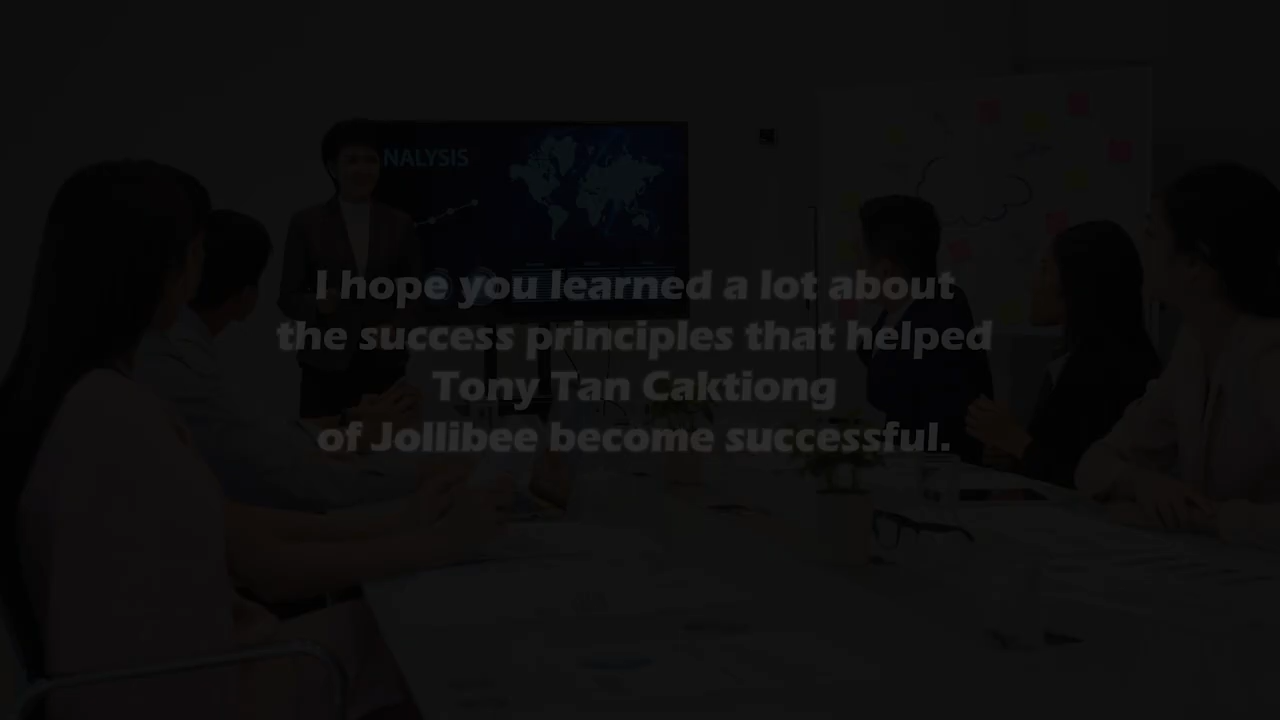 NALYSIS
I hope you learned a lot about
the success principles that helped
Tony Tan Caktiong
of Jollibee become successful.